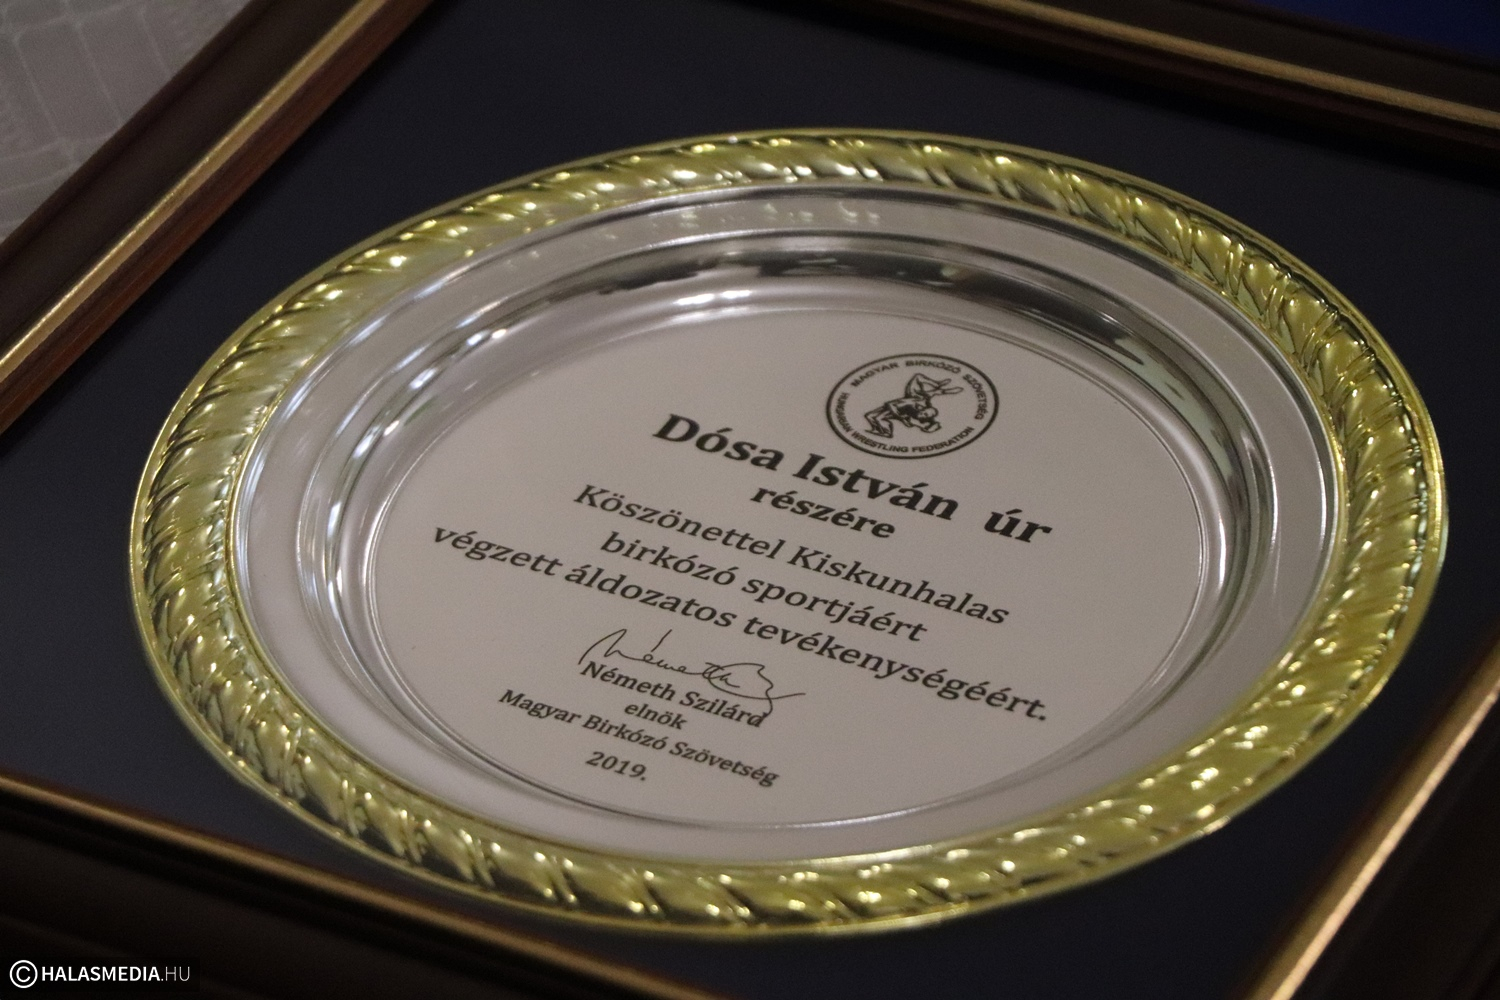 MAGYAR BIRKÓZÓ SZÖVETSÉG
HUNGARIAN WRESTLING FEDERATION
Dósa István úr
részére
Köszönettel Kiskunhalas
birkózó sportjáért
végzett áldozatos tevékenységéért.
Németh Szilárd
elnök
Magyar Birkózó Szövetség
2019.
© HALASMEDIA.HU